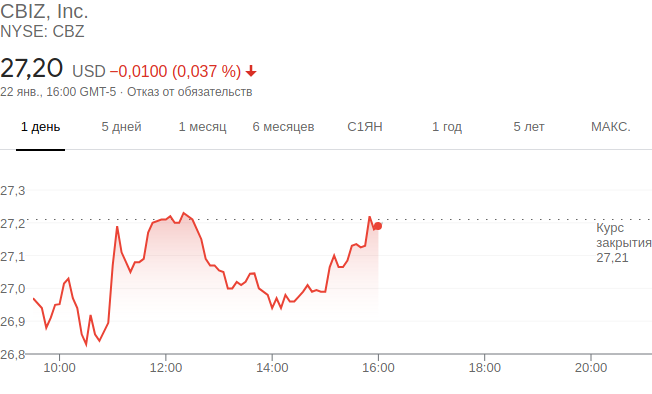 CBIZ, Inc.
NYSE: CBZ
27,20 USD −0,0100 (0,037 %)
22 янв., 16:00 GMT-5 · Отказ от обязательств
1 день 5 дней 1 месяц 6 месяцев С1ЯН 1 год 5 лет МАКС.
27,3
27,2
27,1
27,0
26,9
26,8
Курс
закрытия
27,21
10:00 12:00 14:00 16:00 18:00 20:00